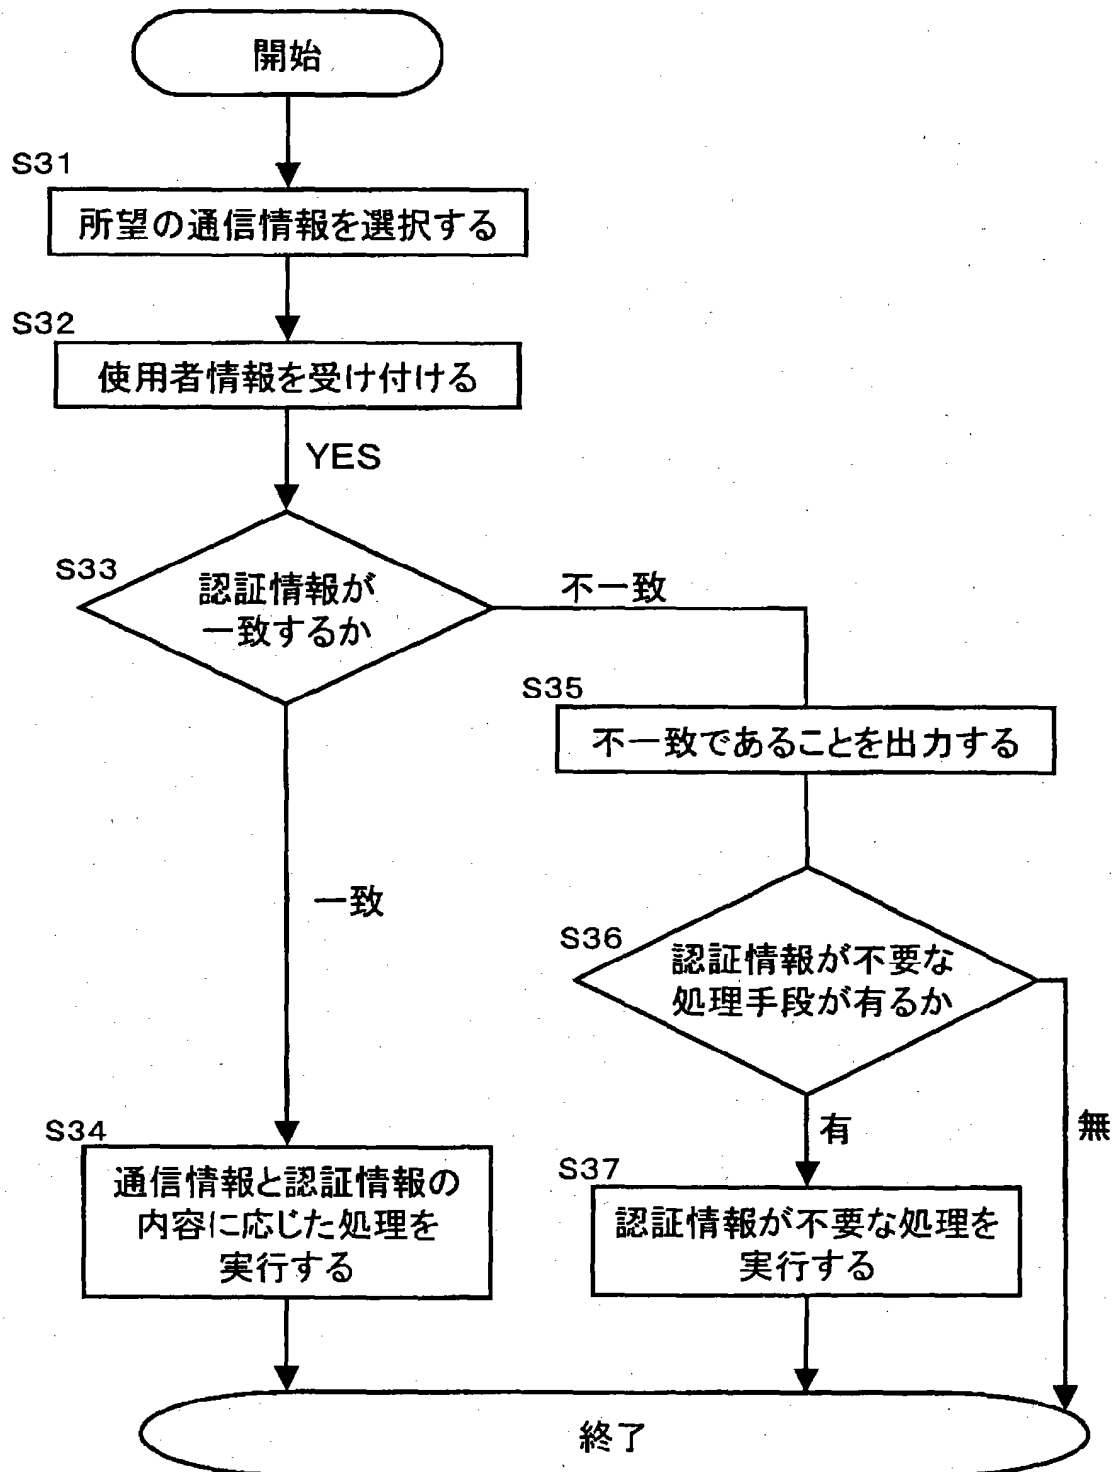 開始
S31
所望の通信情報を選択する
S32
使用者情報を受け付ける
YES
S33
認証情報が
一致するか
不一致
S35
不一致であることを出力する
一致
S36
認証情報が不要な
処理手段が有るか
有
無
S34
通信情報と認証情報の
内容に応じた処理を
実行する
S37
認証情報が不要な処理を
実行する
終了